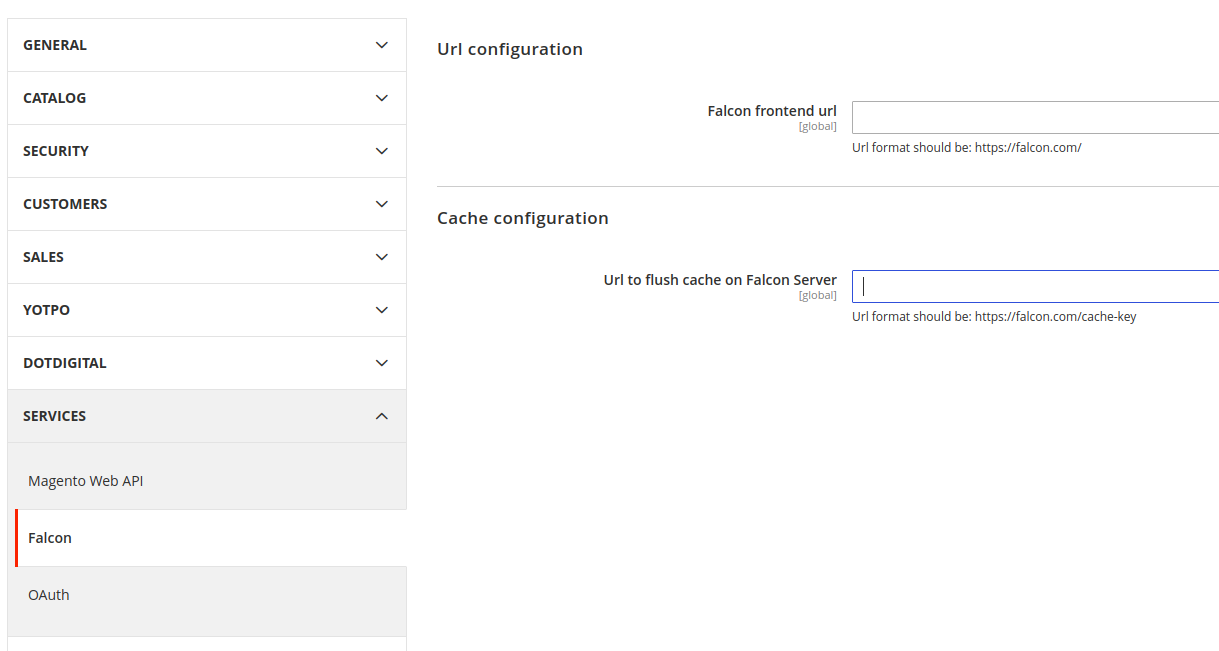 GENERAL
CATALOG
SECURITY
CUSTOMERS
SALES
YOTPO
DOTDIGITAL
SERVICES
Magento Web API
Falcon
OAuth
Url configuration
Falcon frontend url
[global]
Url format should be: https://falcon.com/
Cache configuration
Url to flush cache on Falcon Server
[global]
Url format should be: https://falcon.com/cache-key